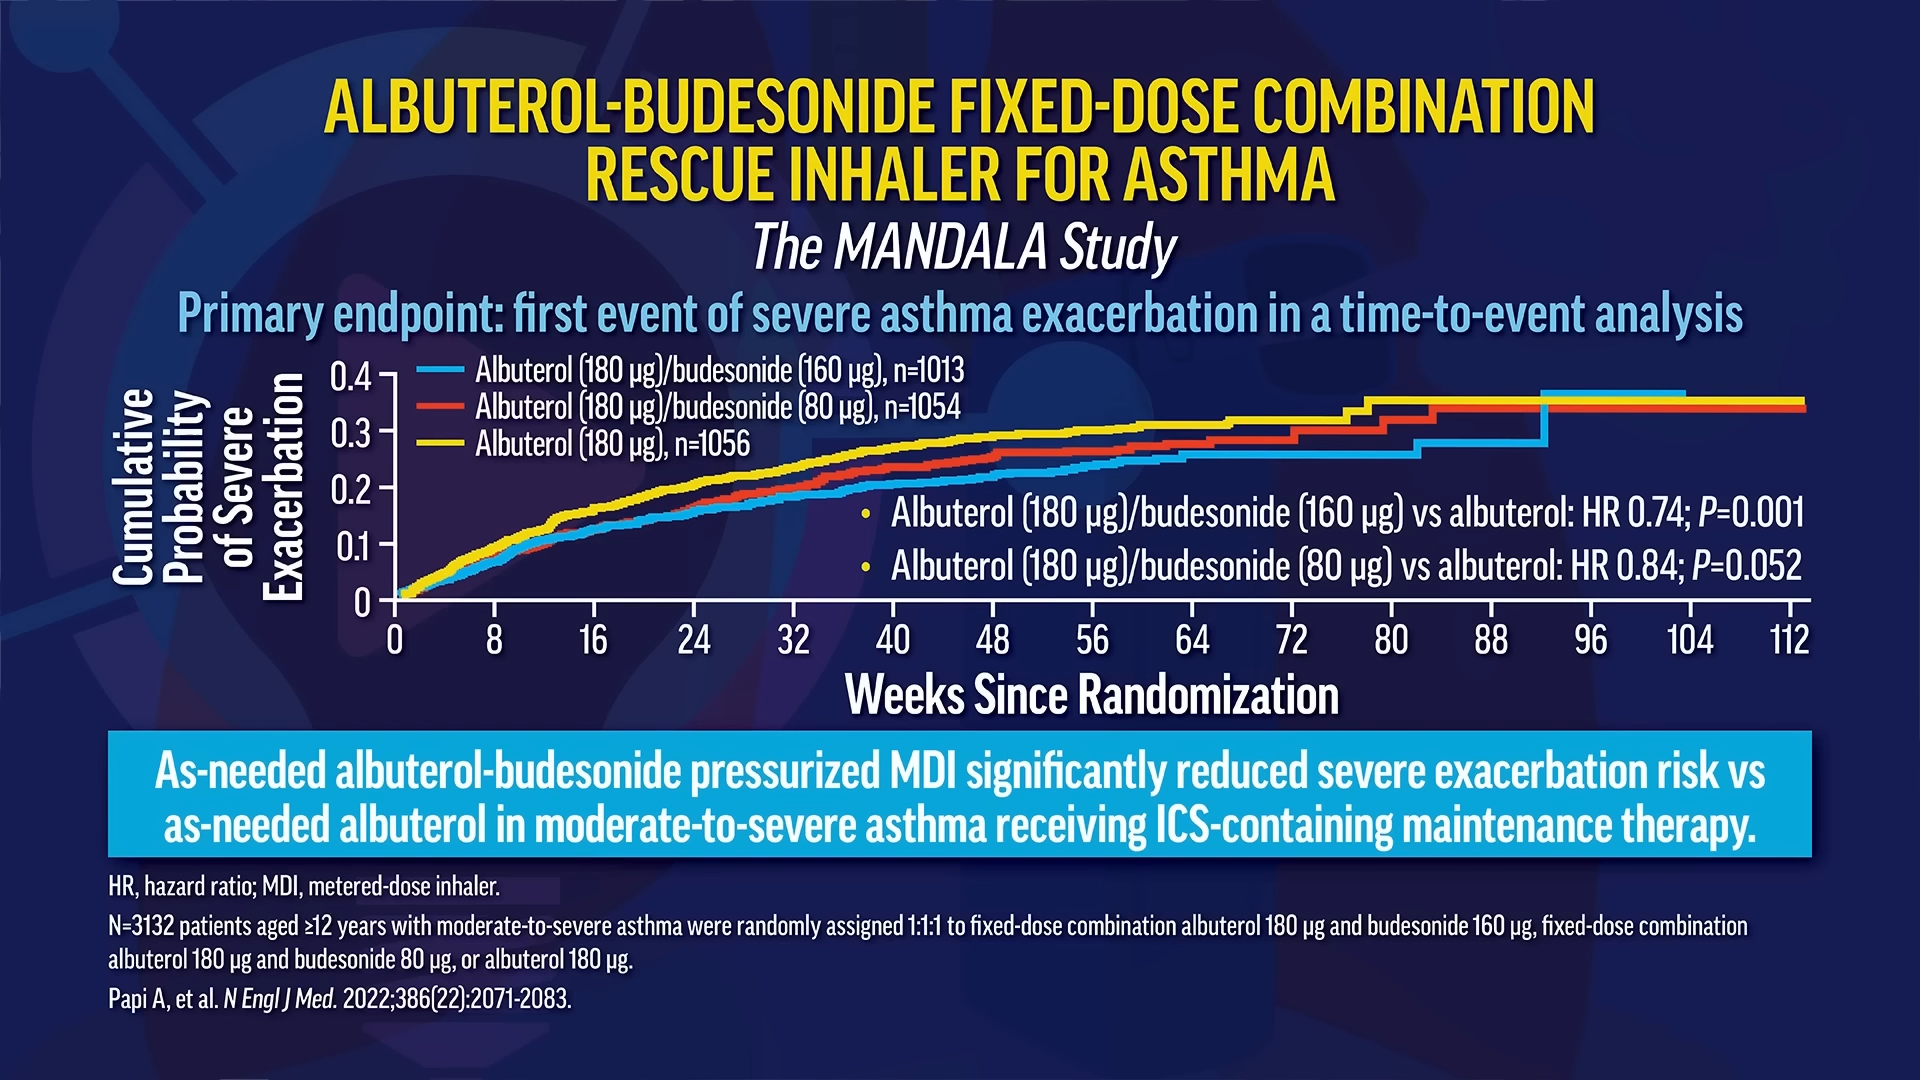 ALBUTEROL-BUDESONIDE FIXED-DOSE COMBINATION
RESCUE INHALER FOR ASTHMA
The MANDALA Study
Primary endpoint: first event of severe asthma exacerbation in a time-to-event analysis
Cumulative
Probability
of Severe
Exacerbation
0.4
0.3
0.2
0.1
0
Albuterol (180 µg)/budesonide (160 µg), n=1013
Albuterol (180 µg)/budesonide (80 µg), n=1054
Albuterol (180 µg), n=1056
• Albuterol (180 µg)/budesonide (160 µg) vs albuterol: HR 0.74; P=0.001
• Albuterol (180 µg)/budesonide (80 µg) vs albuterol: HR 0.84; P=0.052
0 8 16 24 32 40 48 56 64 72 80 88 96 104 112
Weeks Since Randomization
As-needed albuterol-budesonide pressurized MDI significantly reduced severe exacerbation risk vs
as-needed albuterol in moderate-to-severe asthma receiving ICS-containing maintenance therapy.
HR, hazard ratio; MDI, metered-dose inhaler.
N=3132 patients aged ≥12 years with moderate-to-severe asthma were randomly assigned 1:1:1 to fixed-dose combination albuterol 180 µg and budesonide 160 µg, fixed-dose combination
albuterol 180 µg and budesonide 80 µg, or albuterol 180 µg.
Papi A, et al. N Engl J Med. 2022;386(22):2071-2083.